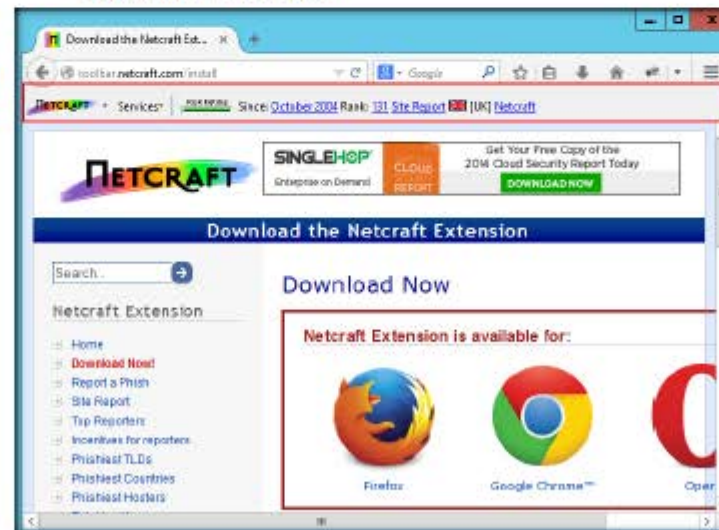 Download the Netcraft Ext...
toolbar.netcraft.com/install
Google
NETCRAFT Services Since: October 2004 Rank: 131 Site Report [UK] Netcraft
NETCRAFT
SINGLEHOP
Enterprise on Demand
CLOUD
REPORT
Get Your Free Copy of the
2014 Cloud Security Report Today
DOWNLOAD NOW
Download the Netcraft Extension
Search..
Netcraft Extension
Home
Download Now!
Report a Phish
Site Report
Top Reporters
Incentives for reporters
Phishiest TLDs
Phishiest Countries
Phishiest Hosters
Download Now
Netcraft Extension is available for:
Firefox
Google Chrome™
Oper